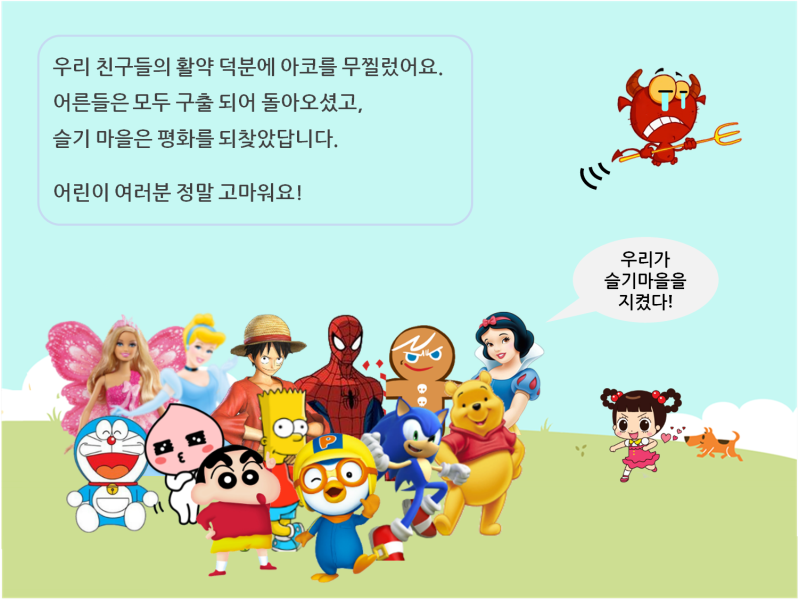 우리 친구들의 활약 덕분에 아코를 무찔렀어요.
어른들은 모두 구출 되어 돌아오셨고,
슬기 마을은 평화를 되찾았답니다.
어린이 여러분 정말 고마워요!
우리가
슬기마을을
지켰다!
P